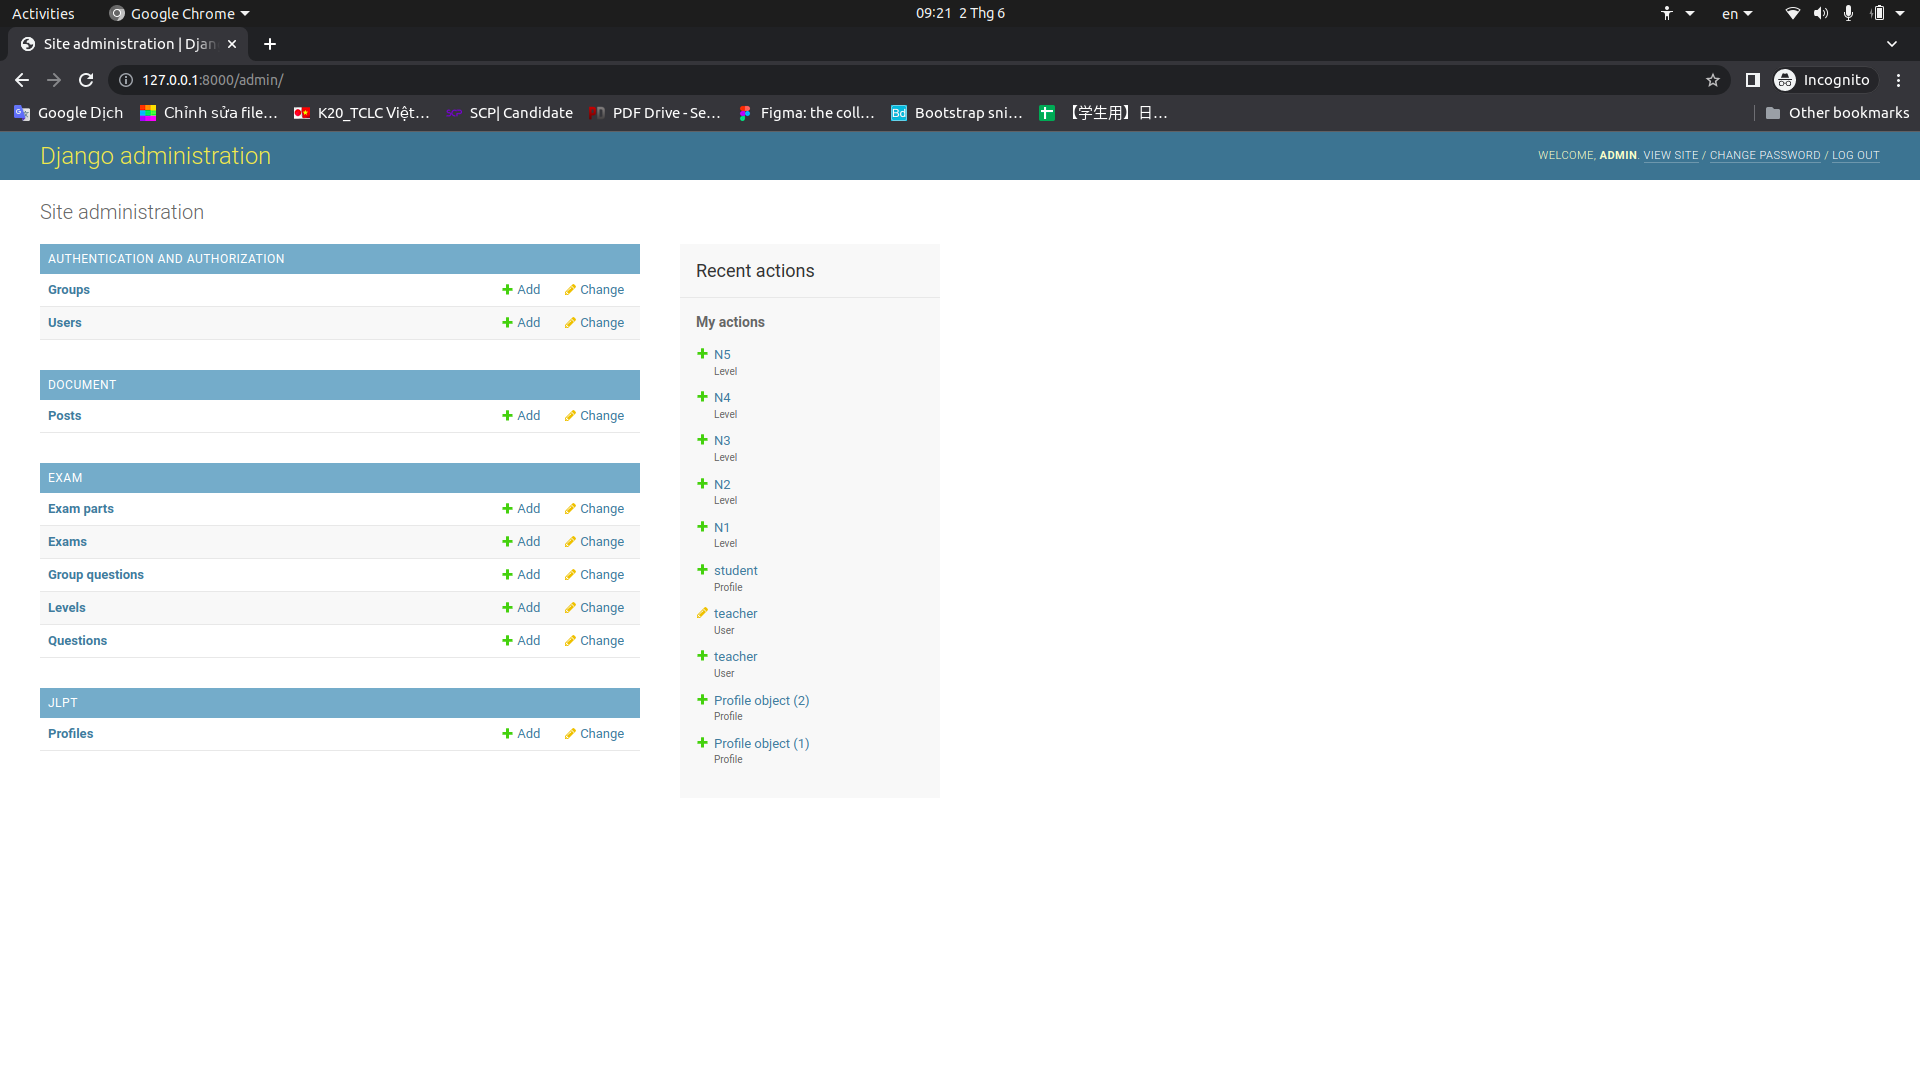 Activities Google Chrome 09:21 2 Thg 6 en
Site administration | Djan
127.0.0.1:8000/admin/ Incognito
Google Dịch Chỉnh sửa file... K20_TCLC Việt... SCP| Candidate PDF Drive - Se... Figma: the coll... Bootstrap sni... 【学生用】日... Other bookmarks
Django administration WELCOME, ADMIN. VIEW SITE / CHANGE PASSWORD / LOG OUT
Site administration
AUTHENTICATION AND AUTHORIZATION
Groups Add Change
Users Add Change
DOCUMENT
Posts Add Change
EXAM
Exam parts Add Change
Exams Add Change
Group questions Add Change
Levels Add Change
Questions Add Change
JLPT
Profiles Add Change
Recent actions
My actions
N5
Level
N4
Level
N3
Level
N2
Level
N1
Level
student
Profile
teacher
User
teacher
User
Profile object (2)
Profile
Profile object (1)
Profile